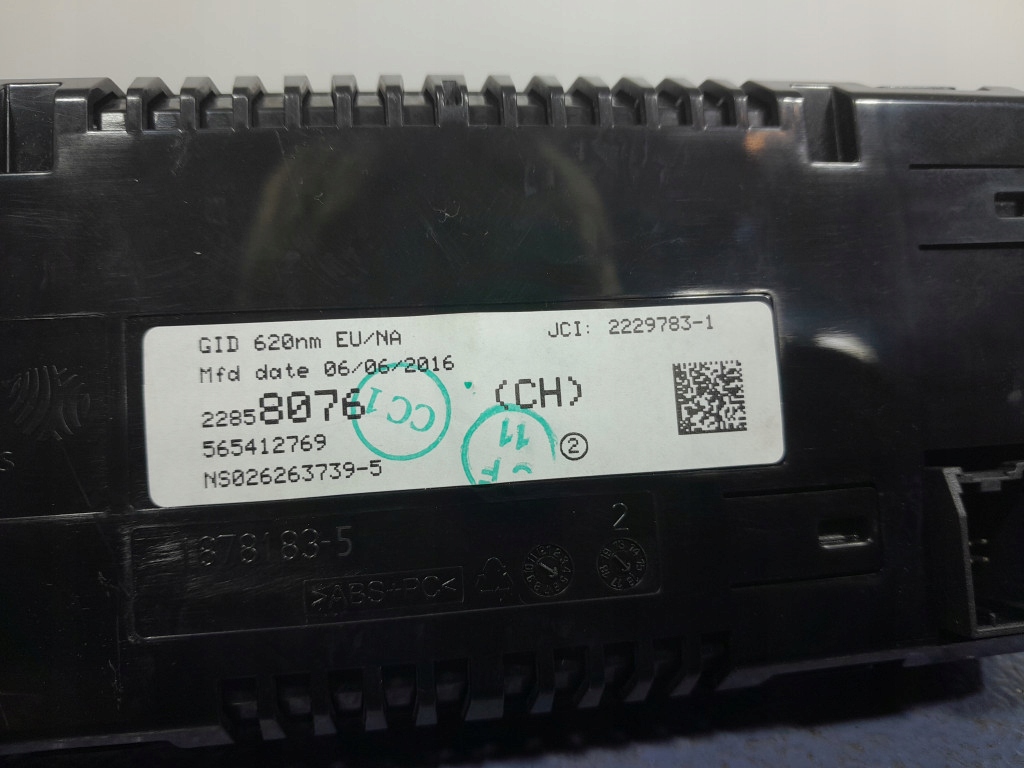 GID 620nm EU/NA
JCI: 2229783-1
Mfd date 06/06/2016
22858076
(CH)
CC 1
11
2
565412769
NS026263739-5
1878183-5
2
>ABS+PC<